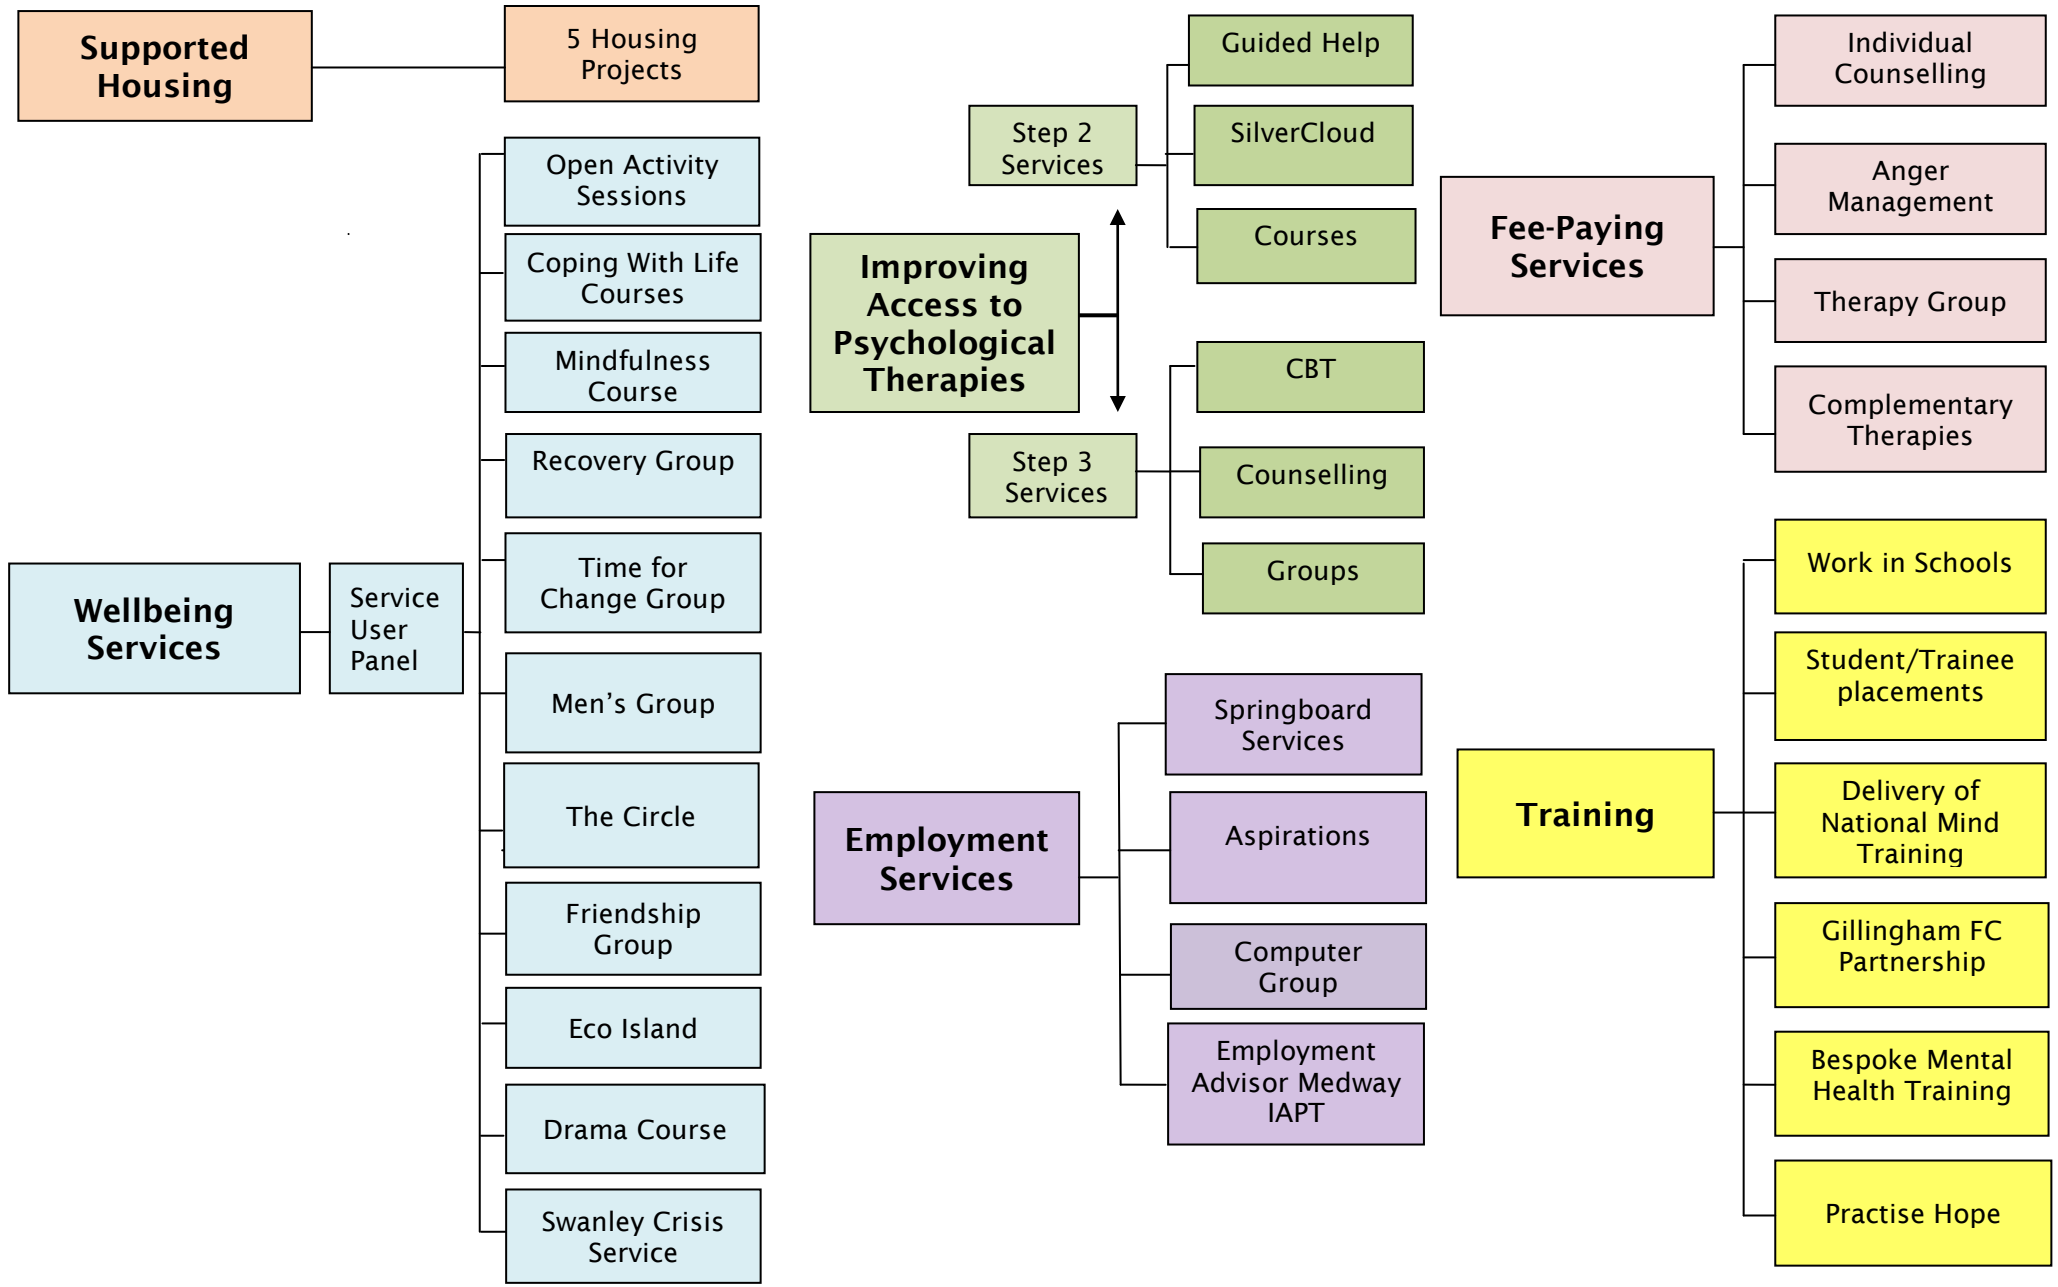 Supported
Housing
5 Housing
Projects
Open Activity
Sessions
Coping With Life
Courses
Mindfulness
Course
Recovery Group
Time for
Change Group
Wellbeing
Services
Service
User
Panel
Men’s Group
The Circle
Friendship
Group
Eco Island
Drama Course
Swanley Crisis
Service
Improving
Access to
Psychological
Therapies
Step 2
Services
Guided Help
SilverCloud
Courses
Step 3
Services
CBT
Counselling
Groups
Employment
Services
Springboard
Services
Aspirations
Computer
Group
Employment
Advisor Medway
IAPT
Fee-Paying
Services
Individual
Counselling
Anger
Management
Therapy Group
Complementary
Therapies
Training
Work in Schools
Student/Trainee
placements
Delivery of
National Mind
Training
Gillingham FC
Partnership
Bespoke Mental
Health Training
Practise Hope